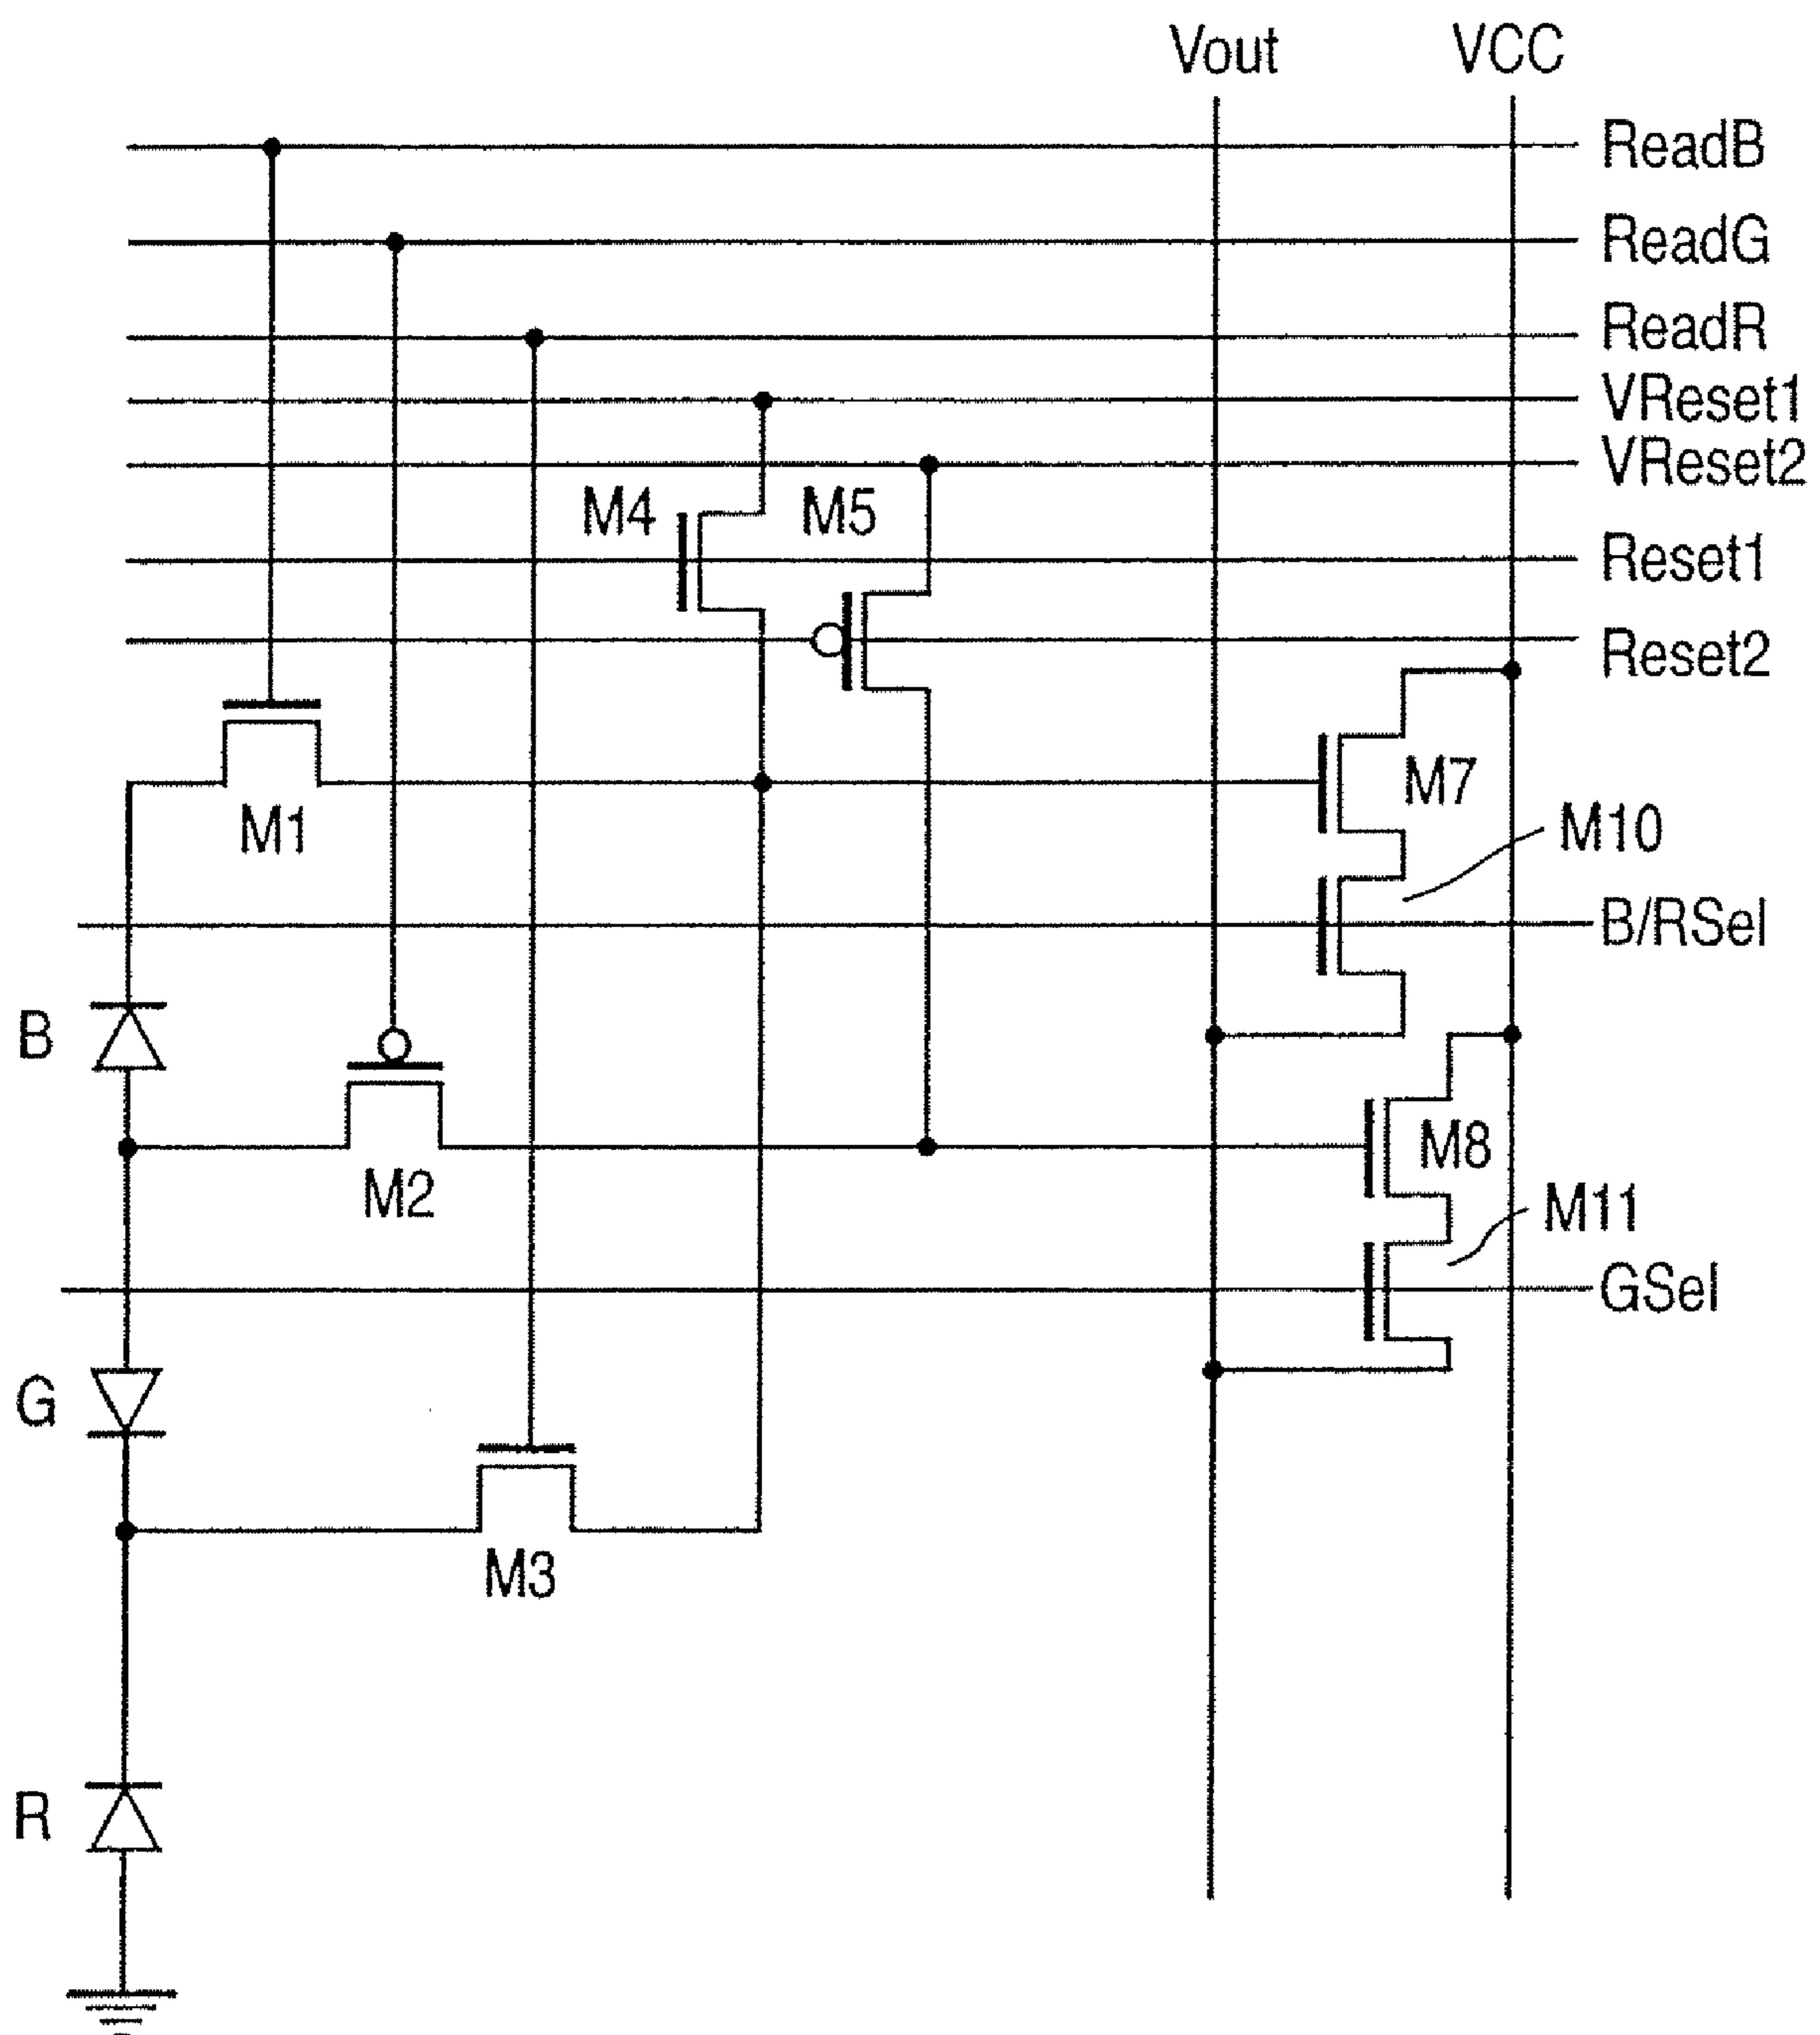 Vout VCC
ReadB
ReadG
ReadR
VReset1
VReset2
M4 M5
Reset1
Reset2
M7
M1
M10
B/RSel
B
M8
M2
M11
GSel
G
M3
R